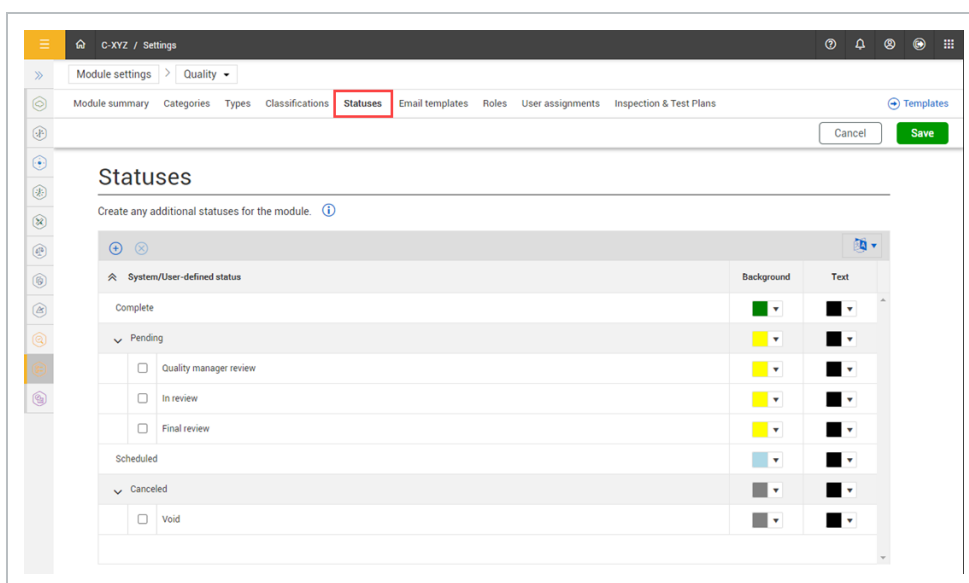 C-XYZ / Settings
Module settings > Quality
Module summary Categories Types Classifications Statuses Email templates Roles User assignments Inspection & Test Plans Templates
Cancel Save
Statuses
Create any additional statuses for the module.
System/User-defined status Background Text
Complete
Pending
Quality manager review
In review
Final review
Scheduled
Canceled
Void